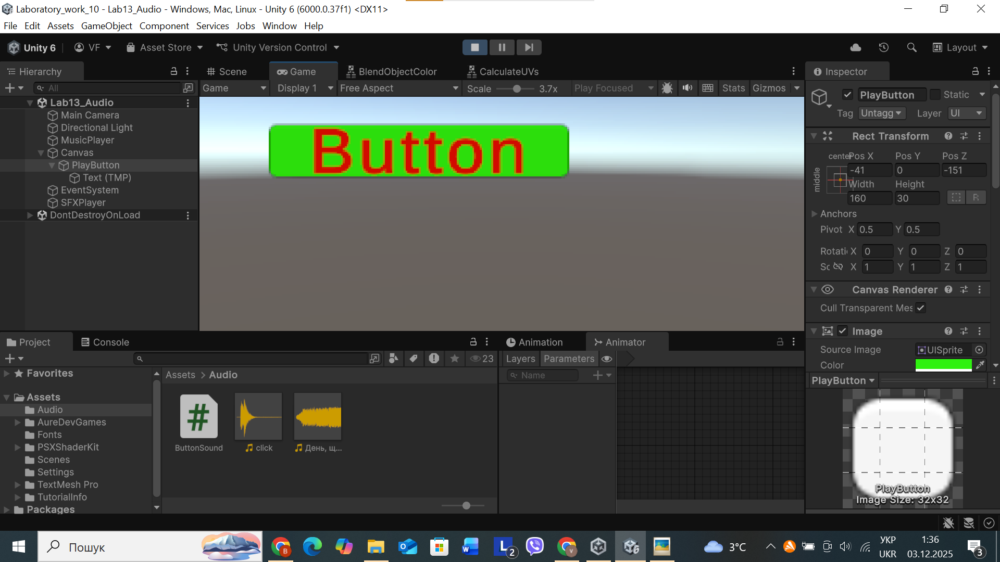 Laboratory_work_10 - Lab13_Audio - Windows, Mac, Linux - Unity 6 (6000.0.37f1) <DX11>
File Edit Assets GameObject Component Services Jobs Window Help
Unity 6 VF Asset Store Unity Version Control Layout
Hierarchy Scene Game BlendObjectColor CalculateUVs Inspector
All Game Display 1 Free Aspect Scale 3.7x Play Focused Stats Gizmos
Lab13_Audio
Main Camera
Directional Light
MusicPlayer
Canvas
PlayButton
Text (TMP)
EventSystem
SFXPlayer
DontDestroyOnLoad
Button
PlayButton Static
Tag Untagg Layer UI
Rect Transform
center Pos X Pos Y Pos Z
middle -41 0 -151
Width Height
160 30 R
Anchors
Pivot X 0.5 Y 0.5
Rotati X 0 Y 0 Z 0
Sc X 1 Y 1 Z 1
Canvas Renderer
Cull Transparent Mes
Image
Source Image UISprite
Color
PlayButton
PlayButton
Image Size: 32x32
Project Console
23
Favorites
Assets
Audio
AureDevGames
Fonts
PSXShaderKit
Scenes
Settings
TextMesh Pro
TutorialInfo
Packages
Assets > Audio
ButtonSound click День, щ...
Animation Animator
Layers Parameters
Name
Пошук
L 2
3°C
УКР
UKR
1:36
03.12.2025
3